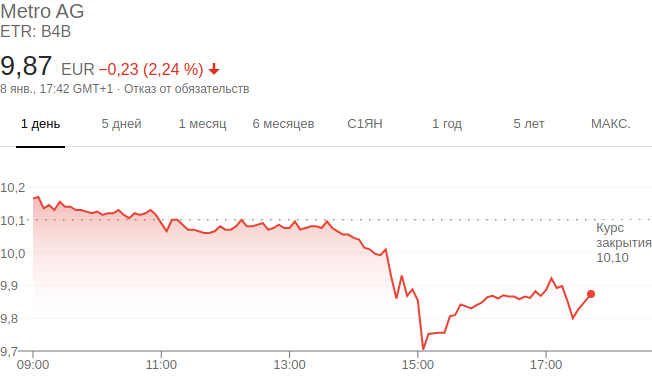 Metro AG
ETR: B4B
9,87 EUR −0,23 (2,24 %)
8 янв., 17:42 GMT+1 · Отказ от обязательств
1 день 5 дней 1 месяц 6 месяцев С1ЯН 1 год 5 лет МАКС.
10,2
10,1
Курс
закрытия
10,10
10,0
9,9
9,8
9,7
09:00 11:00 13:00 15:00 17:00